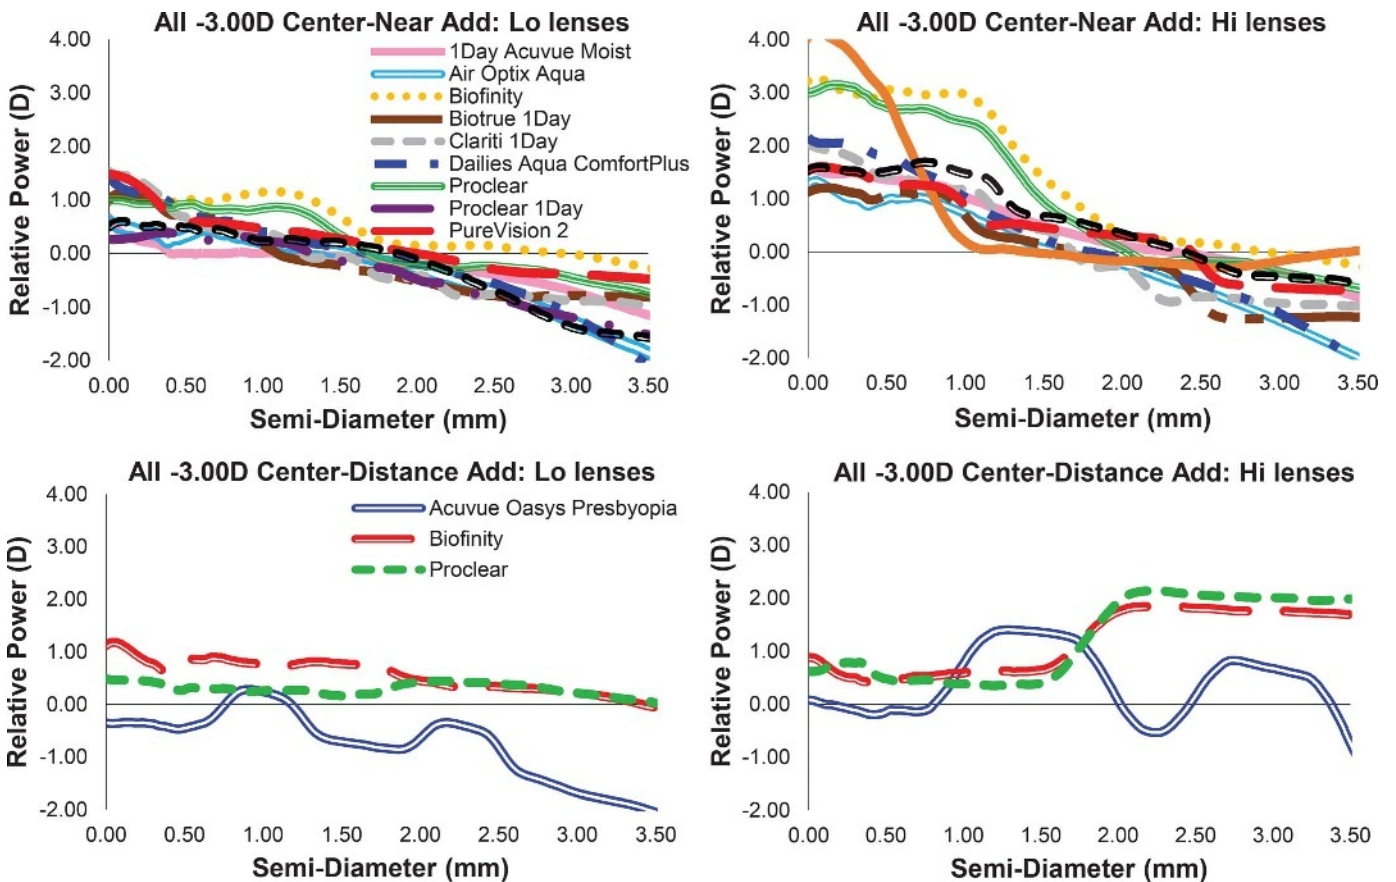 All -3.00D Center-Near Add: Lo lenses
4.00
3.00
2.00
1.00
0.00
-1.00
-2.00
Relative Power (D)
1Day Acuvue Moist
Air Optix Aqua
Biofinity
Biotrue 1Day
Clariti 1Day
Dailies Aqua ComfortPlus
Proclear
Proclear 1Day
PureVision 2
0.00 0.50 1.00 1.50 2.00 2.50 3.00 3.50
Semi-Diameter (mm)
All -3.00D Center-Near Add: Hi lenses
4.00
3.00
2.00
1.00
0.00
-1.00
-2.00
Relative Power (D)
0.00 0.50 1.00 1.50 2.00 2.50 3.00 3.50
Semi-Diameter (mm)
All -3.00D Center-Distance Add: Lo lenses
4.00
3.00
2.00
1.00
0.00
-1.00
-2.00
Relative Power (D)
Acuvue Oasys Presbyopia
Biofinity
Proclear
0.00 0.50 1.00 1.50 2.00 2.50 3.00 3.50
Semi-Diameter (mm)
All -3.00D Center-Distance Add: Hi lenses
4.00
3.00
2.00
1.00
0.00
-1.00
-2.00
Relative Power (D)
0.00 0.50 1.00 1.50 2.00 2.50 3.00 3.50
Semi-Diameter (mm)